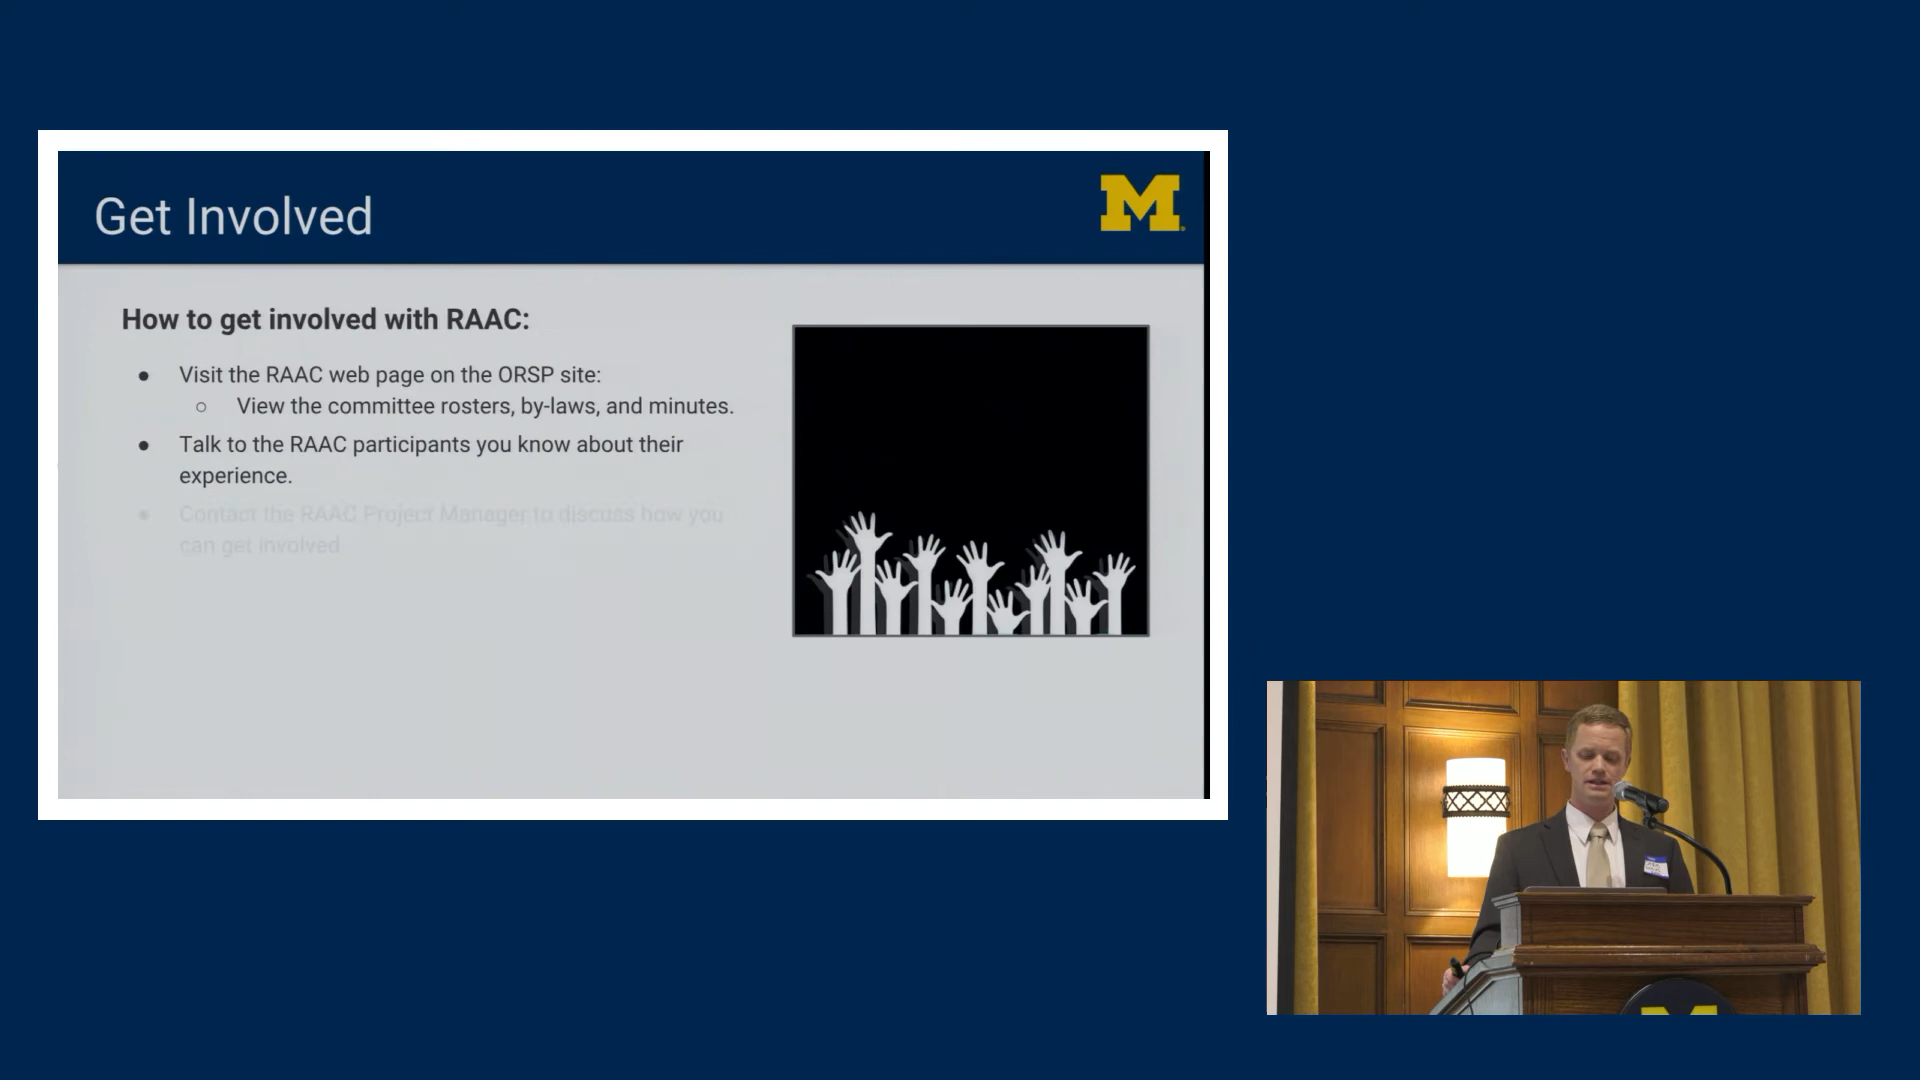 Get Involved
M
How to get involved with RAAC:
● Visit the RAAC web page on the ORSP site:
○ View the committee rosters, by-laws, and minutes.
● Talk to the RAAC participants you know about their
experience.
● Contact the RAAC Project Manager to discuss how you
can get involved
M